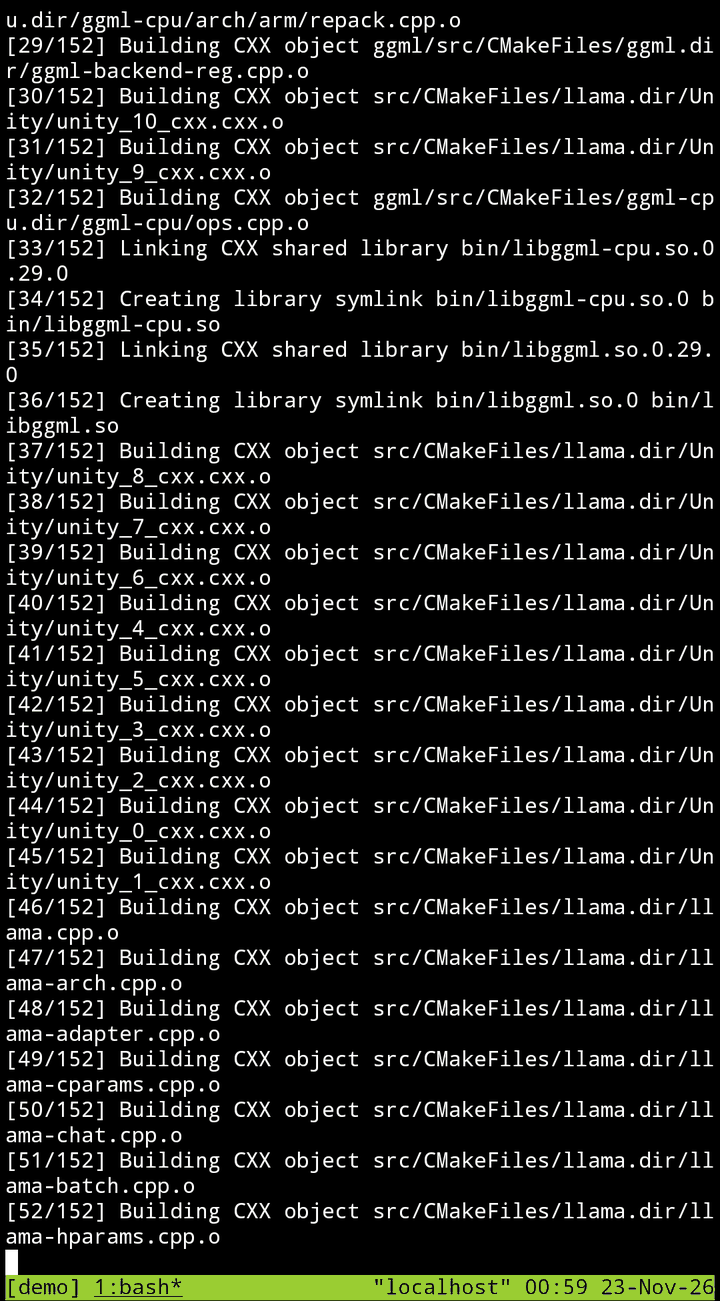 u.dir/ggml-cpu/arch/arm/repack.cpp.o
[29/152] Building CXX object ggml/src/CMakeFiles/ggml.di
r/ggml-backend-reg.cpp.o
[30/152] Building CXX object src/CMakeFiles/llama.dir/Un
ity/unity_10_cxx.cxx.o
[31/152] Building CXX object src/CMakeFiles/llama.dir/Un
ity/unity_9_cxx.cxx.o
[32/152] Building CXX object ggml/src/CMakeFiles/ggml-cp
u.dir/ggml-cpu/ops.cpp.o
[33/152] Linking CXX shared library bin/libggml-cpu.so.0
.29.0
[34/152] Creating library symlink bin/libggml-cpu.so.0 b
in/libggml-cpu.so
[35/152] Linking CXX shared library bin/libggml.so.0.29.
0
[36/152] Creating library symlink bin/libggml.so.0 bin/l
ibggml.so
[37/152] Building CXX object src/CMakeFiles/llama.dir/Un
ity/unity_8_cxx.cxx.o
[38/152] Building CXX object src/CMakeFiles/llama.dir/Un
ity/unity_7_cxx.cxx.o
[39/152] Building CXX object src/CMakeFiles/llama.dir/Un
ity/unity_6_cxx.cxx.o
[40/152] Building CXX object src/CMakeFiles/llama.dir/Un
ity/unity_4_cxx.cxx.o
[41/152] Building CXX object src/CMakeFiles/llama.dir/Un
ity/unity_5_cxx.cxx.o
[42/152] Building CXX object src/CMakeFiles/llama.dir/Un
ity/unity_3_cxx.cxx.o
[43/152] Building CXX object src/CMakeFiles/llama.dir/Un
ity/unity_2_cxx.cxx.o
[44/152] Building CXX object src/CMakeFiles/llama.dir/Un
ity/unity_0_cxx.cxx.o
[45/152] Building CXX object src/CMakeFiles/llama.dir/Un
ity/unity_1_cxx.cxx.o
[46/152] Building CXX object src/CMakeFiles/llama.dir/ll
ama.cpp.o
[47/152] Building CXX object src/CMakeFiles/llama.dir/ll
ama-arch.cpp.o
[48/152] Building CXX object src/CMakeFiles/llama.dir/ll
ama-adapter.cpp.o
[49/152] Building CXX object src/CMakeFiles/llama.dir/ll
ama-cparams.cpp.o
[50/152] Building CXX object src/CMakeFiles/llama.dir/ll
ama-chat.cpp.o
[51/152] Building CXX object src/CMakeFiles/llama.dir/ll
ama-batch.cpp.o
[52/152] Building CXX object src/CMakeFiles/llama.dir/ll
ama-hparams.cpp.o
[demo] 1:bash* "localhost" 00:59 23-Nov-26